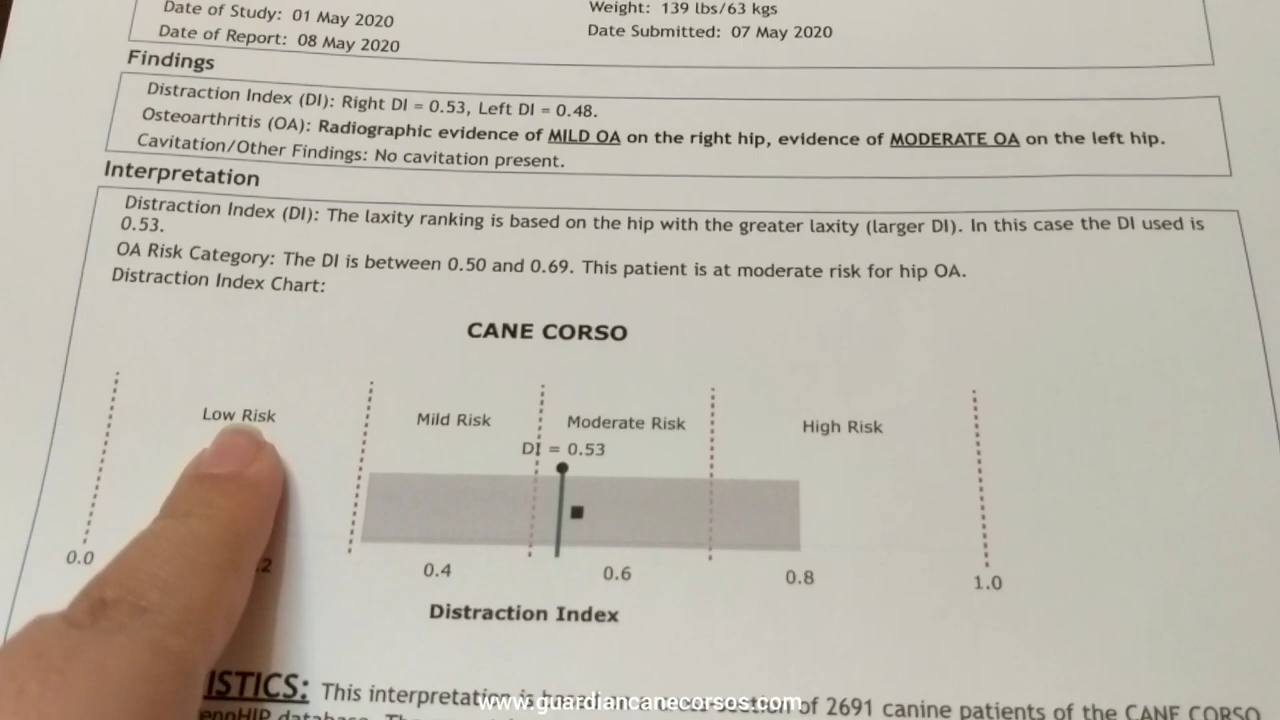 Date of Study: 01 May 2020
Weight: 139 lbs/63 kgs
Date of Report: 08 May 2020
Date Submitted: 07 May 2020
Findings
Distraction Index (DI): Right DI = 0.53, Left DI = 0.48.
Osteoarthritis (OA): Radiographic evidence of MILD OA on the right hip, evidence of MODERATE OA on the left hip.
Cavitation/Other Findings: No cavitation present.
Interpretation
Distraction Index (DI): The laxity ranking is based on the hip with the greater laxity (larger DI). In this case the DI used is
0.53.
OA Risk Category: The DI is between 0.50 and 0.69. This patient is at moderate risk for hip OA.
Distraction Index Chart:
CANE CORSO
Low Risk Mild Risk Moderate Risk High Risk
DI = 0.53
0.0 .2 0.4 0.6 0.8 1.0
Distraction Index
ISTICS: This interpretation is of 2691 canine patients of the CANE CORSO
www.guardiancanecorsos.com